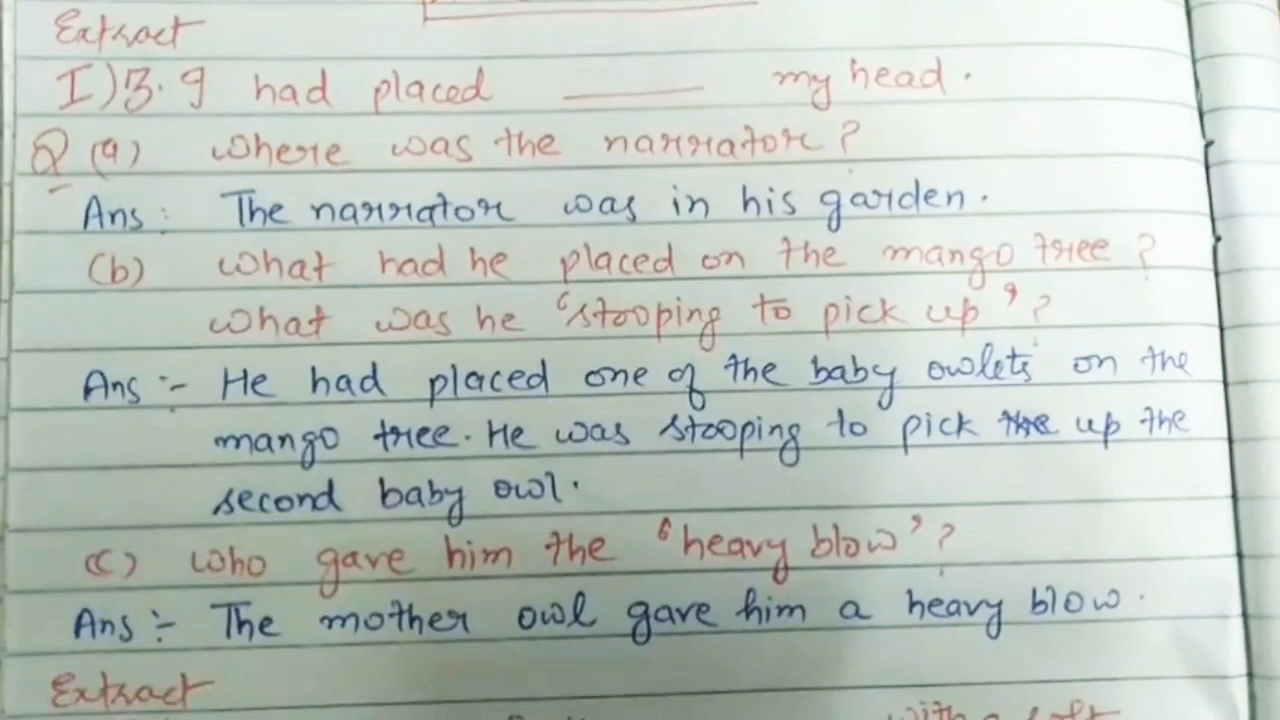 Extract
I) 3. I had placed ______ my head.
Q (a) where was the narrator?
Ans: The narrator was in his garden.
(b) what had he placed on the mango tree?
what was he 'stooping to pick up'?
Ans :- He had placed one of the baby owlets on the
mango tree. He was stooping to pick up the
second baby owl.
(c) who gave him the 'heavy blow'?
Ans :- The mother owl gave him a heavy blow.
Extract
with a soft